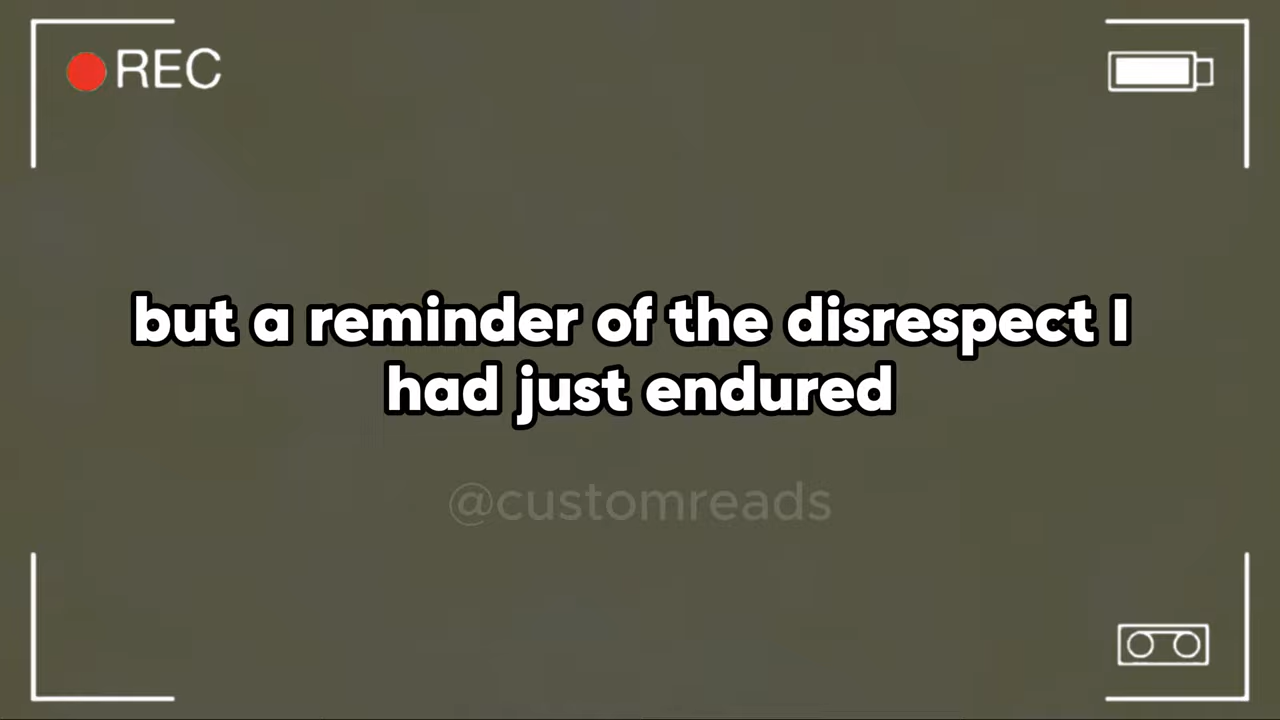 REC
but a reminder of the disrespect I
had just endured
@customreads